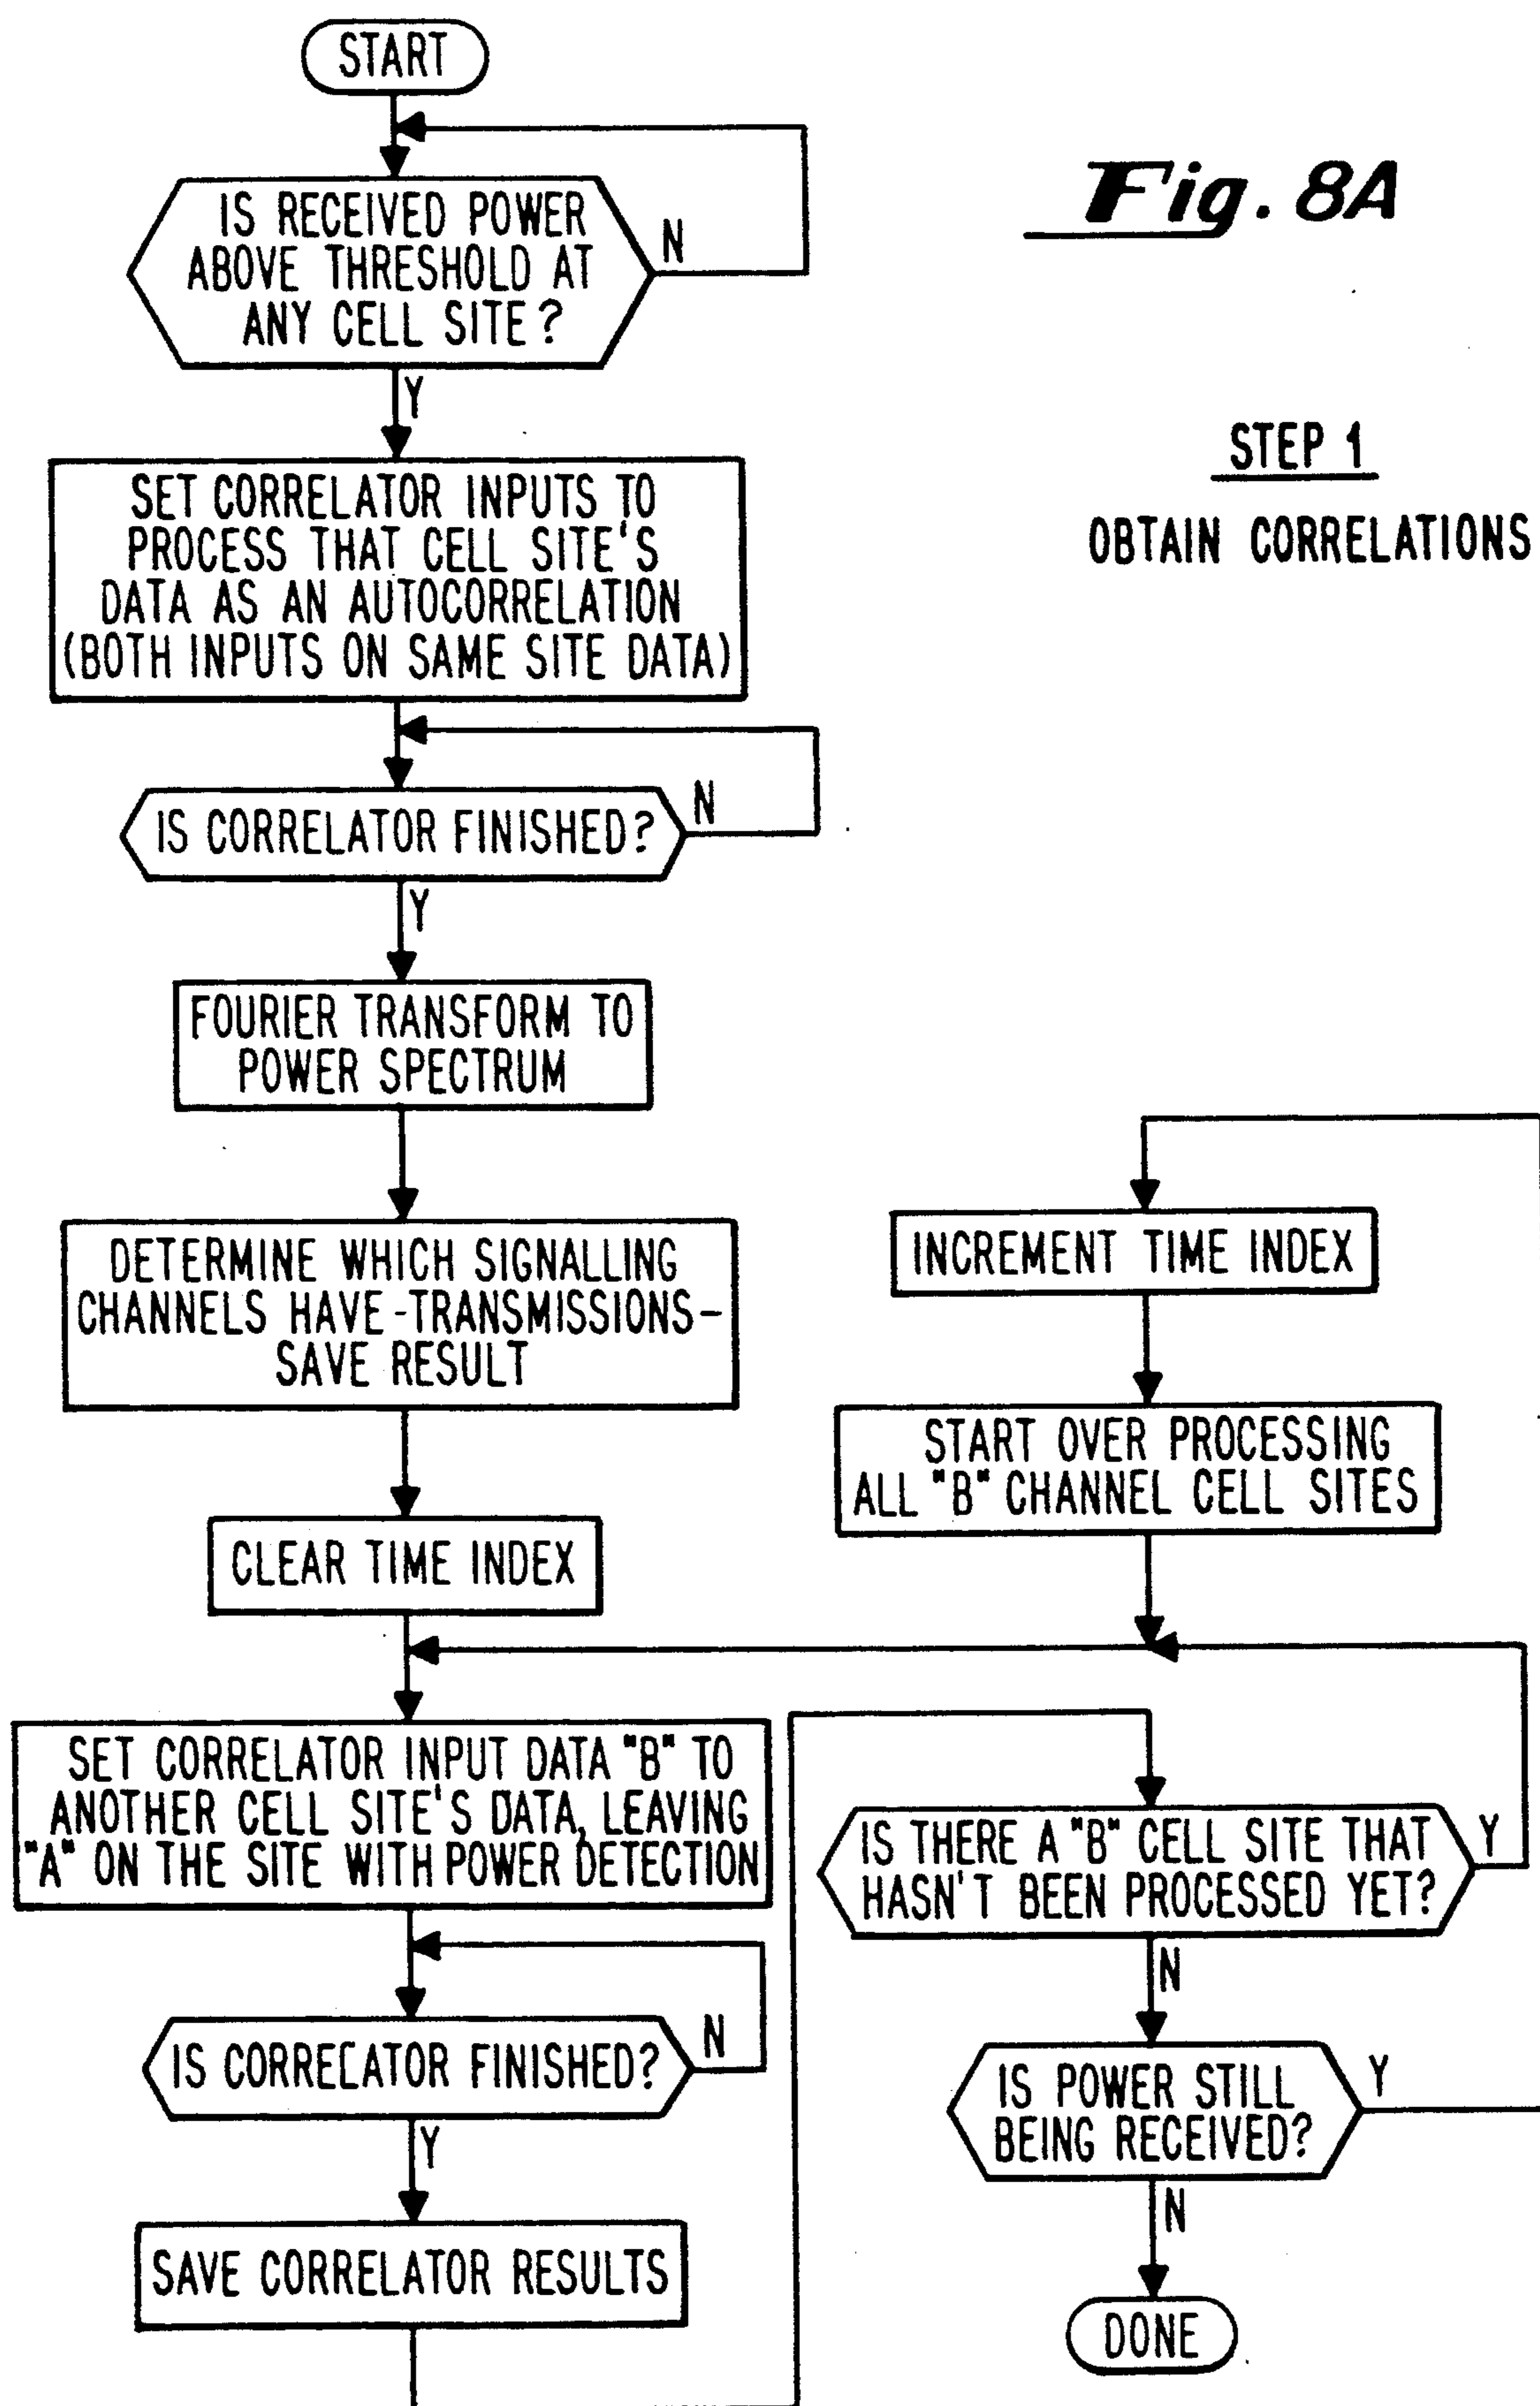 START
Fig. 8A
IS RECEIVED POWER
ABOVE THRESHOLD AT
ANY CELL SITE?
N
Y
STEP 1
OBTAIN CORRELATIONS
SET CORRELATOR INPUTS TO
PROCESS THAT CELL SITE'S
DATA AS AN AUTOCORRELATION
(BOTH INPUTS ON SAME SITE DATA)
IS CORRELATOR FINISHED?
N
Y
FOURIER TRANSFORM TO
POWER SPECTRUM
DETERMINE WHICH SIGNALLING
CHANNELS HAVE-TRANSMISSIONS-
SAVE RESULT
CLEAR TIME INDEX
INCREMENT TIME INDEX
START OVER PROCESSING
ALL "B" CHANNEL CELL SITES
SET CORRELATOR INPUT DATA "B" TO
ANOTHER CELL SITE'S DATA, LEAVING
"A" ON THE SITE WITH POWER DETECTION
IS CORRELATOR FINISHED?
N
Y
SAVE CORRELATOR RESULTS
IS THERE A "B" CELL SITE THAT
HASN'T BEEN PROCESSED YET?
Y
N
IS POWER STILL
BEING RECEIVED?
Y
N
DONE